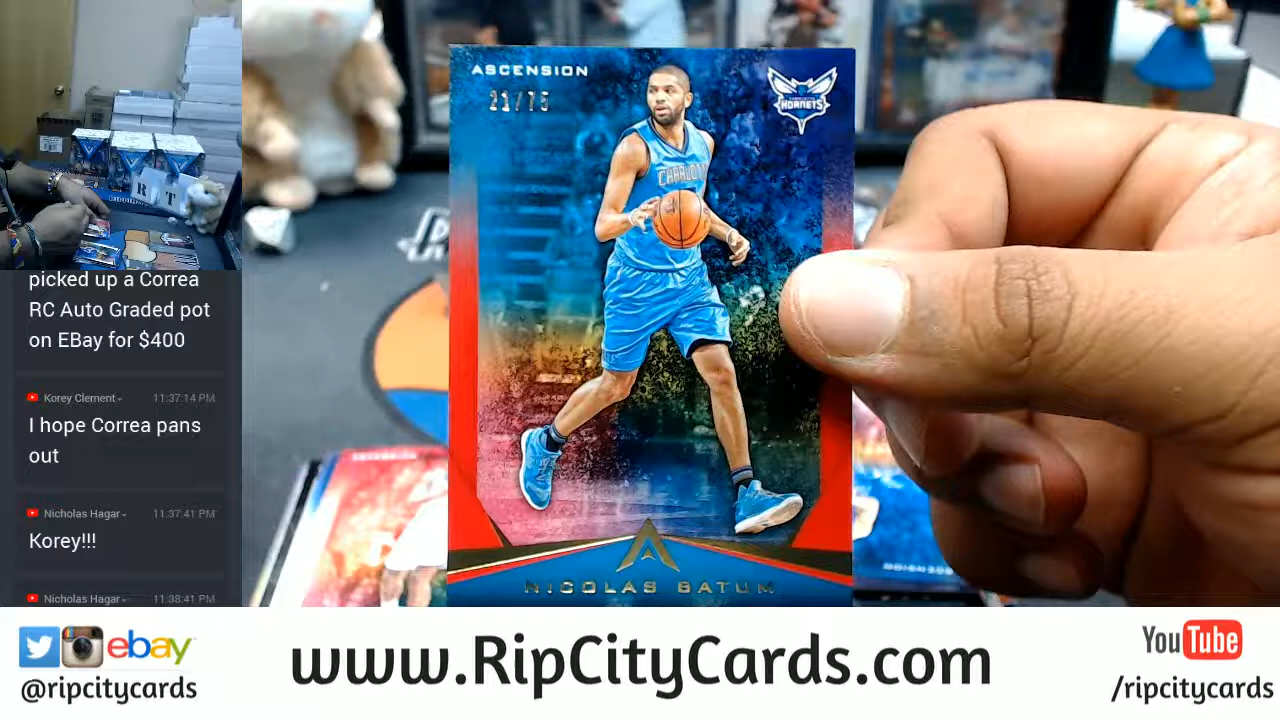 ASCENSION
21/75
HORNETS
CHARLOTTE
NICOLAS BATUM
R T
picked up a Correa
RC Auto Graded pot
on EBay for $400
Korey Clement
11:37:14 PM
I hope Correa pans
out
Nicholas Hagar
11:37:41 PM
Korey!!!
Nicholas Hagar
11:38:41 PM
ebay
@ripcitycards
www.RipCityCards.com
YouTube
/ripcitycards